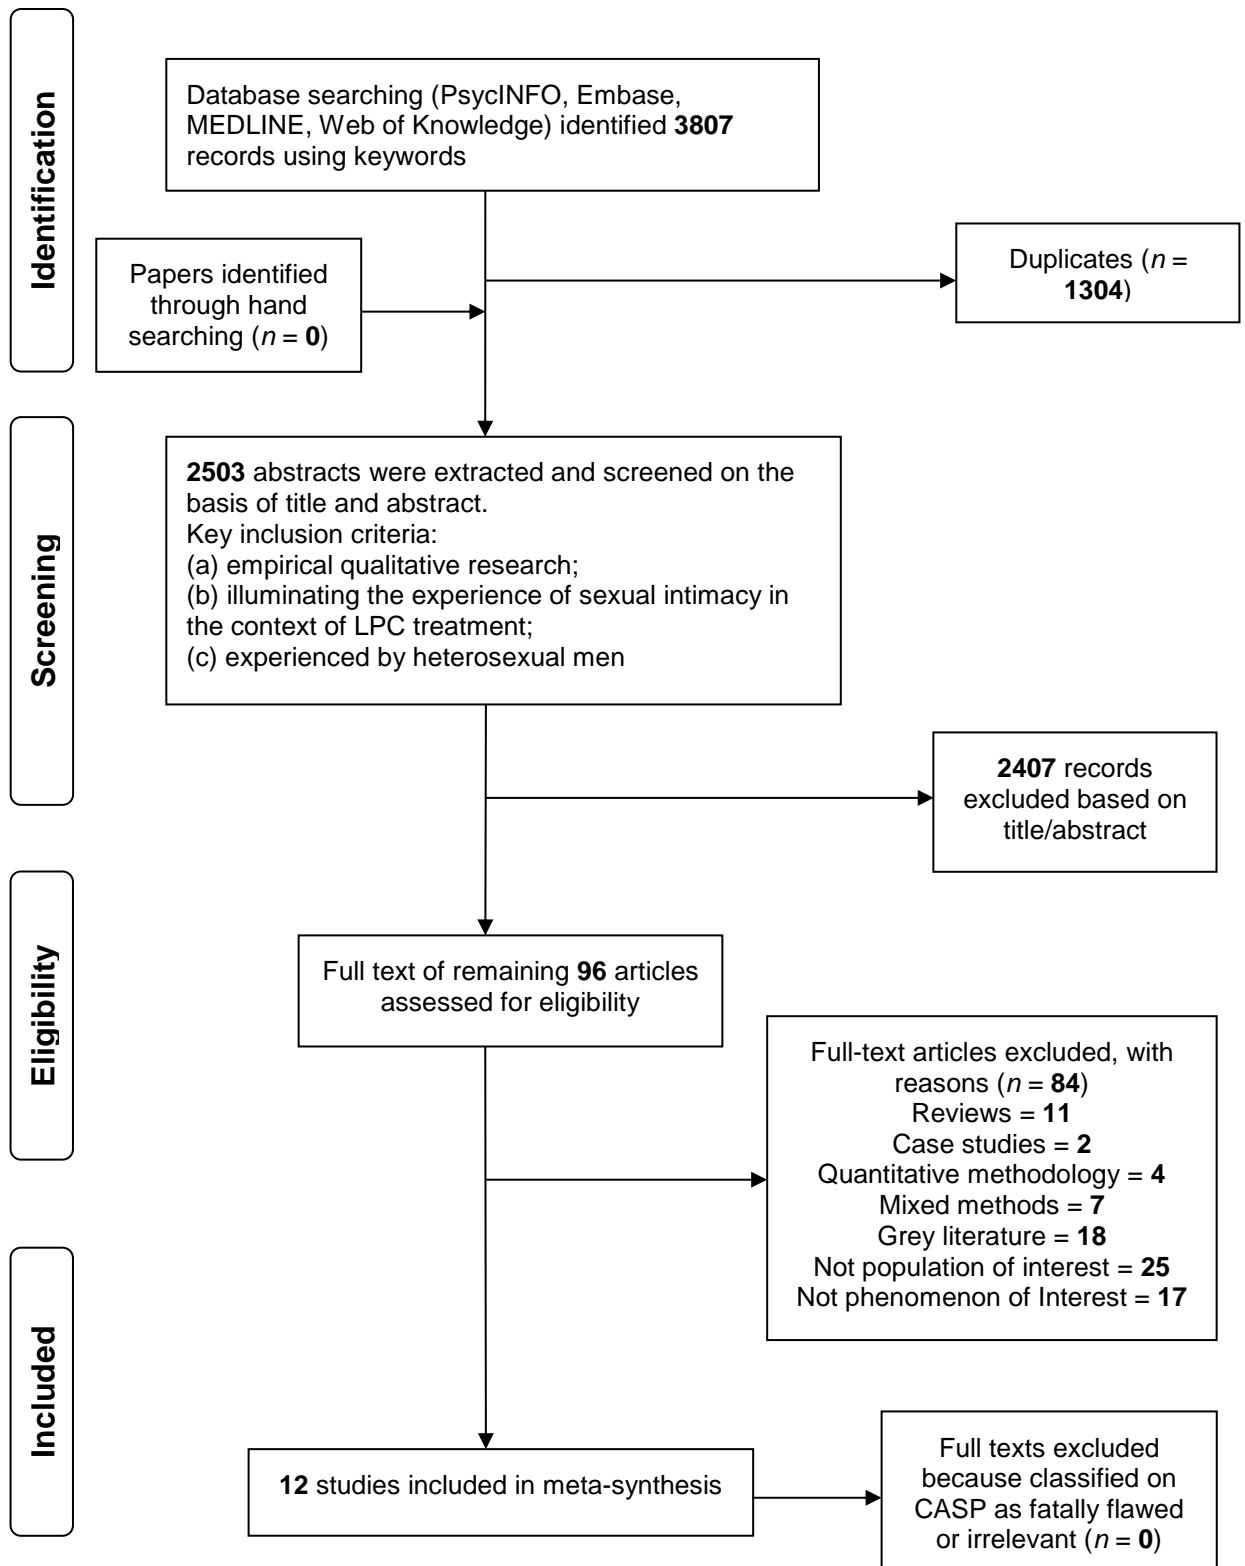 Identification
Database searching (PsycINFO, Embase,
MEDLINE, Web of Knowledge) identified 3807
records using keywords
Papers identified
through hand
searching (n = 0)
Duplicates (n =
1304)
Screening
2503 abstracts were extracted and screened on the
basis of title and abstract.
Key inclusion criteria:
(a) empirical qualitative research;
(b) illuminating the experience of sexual intimacy in
the context of LPC treatment;
(c) experienced by heterosexual men
2407 records
excluded based on
title/abstract
Eligibility
Full text of remaining 96 articles
assessed for eligibility
Full-text articles excluded, with
reasons (n = 84)
Reviews = 11
Case studies = 2
Quantitative methodology = 4
Mixed methods = 7
Grey literature = 18
Not population of interest = 25
Not phenomenon of Interest = 17
Included
12 studies included in meta-synthesis
Full texts excluded
because classified on
CASP as fatally flawed
or irrelevant (n = 0)